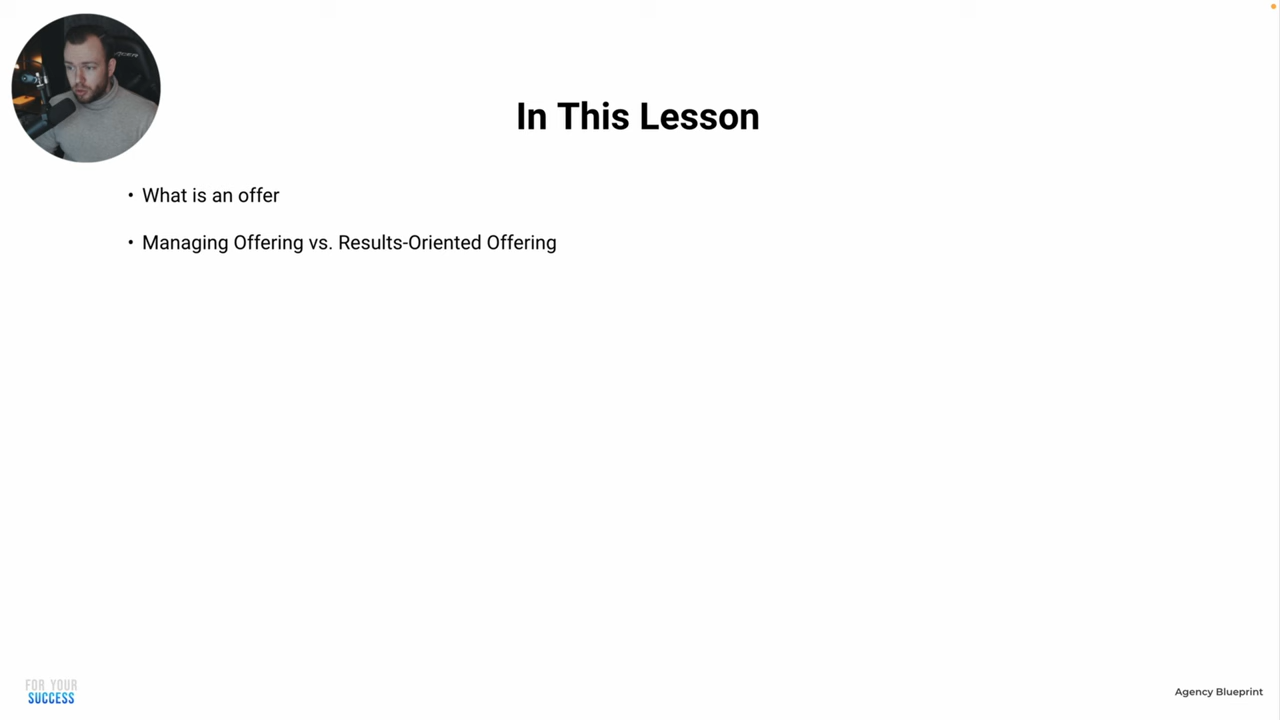 In This Lesson
• What is an offer
• Managing Offering vs. Results-Oriented Offering
FOR YOUR
SUCCESS
Agency Blueprint